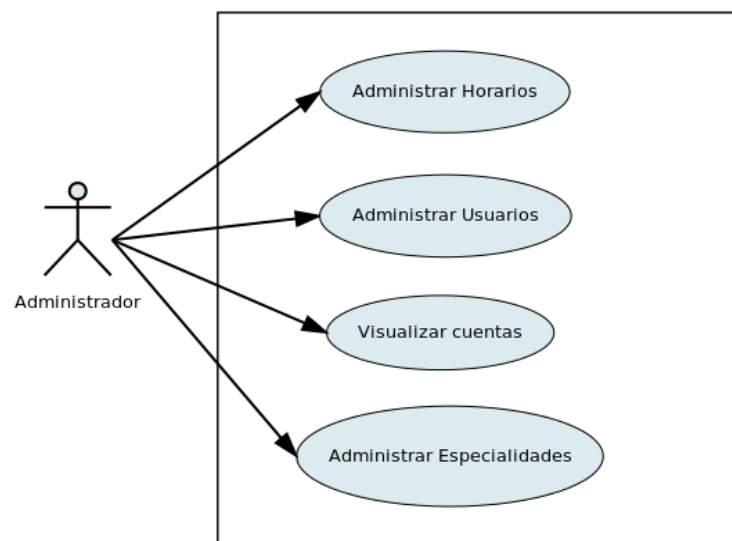 Administrar Horarios
Administrar Usuarios
Administrador
Visualizar cuentas
Administrar Especialidades